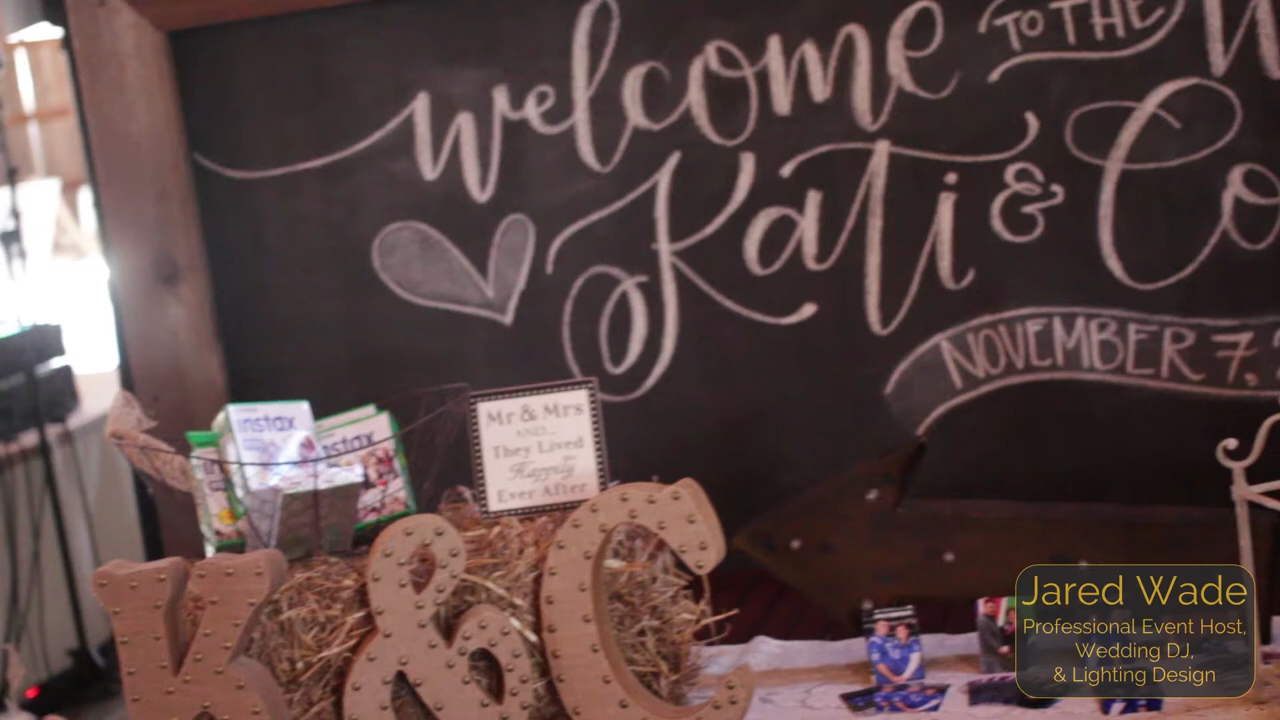 welcome TO THE W
Kati & Co
NOVEMBER 7,
instax
instax
Mr & Mrs
AND...
They Lived
Happily
Ever After
K & C
Jared Wade
Professional Event Host,
Wedding DJ,
& Lighting Design